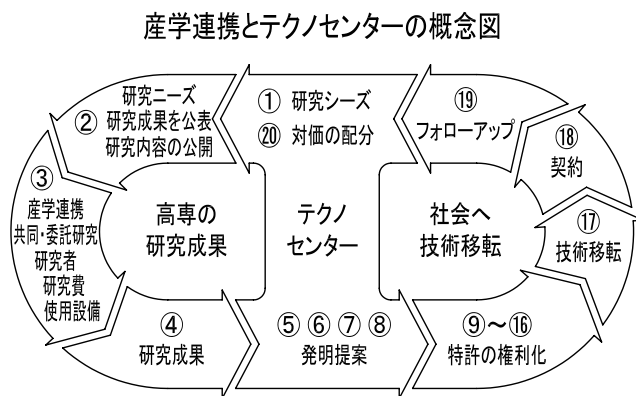 産学連携とテクノセンターの概念図
① 研究シーズ
⑳ 対価の配分
研究ニーズ
② 研究成果を公表
研究内容の公開
③
産学連携
共同・委託研究
研究者
研究費
使用設備
④
研究成果
⑤ ⑥ ⑦ ⑧
発明提案
⑨～⑯
特許の権利化
⑰
技術移転
⑱
契約
⑲
フォローアップ
高専の
研究成果
テクノ
センター
社会へ
技術移転